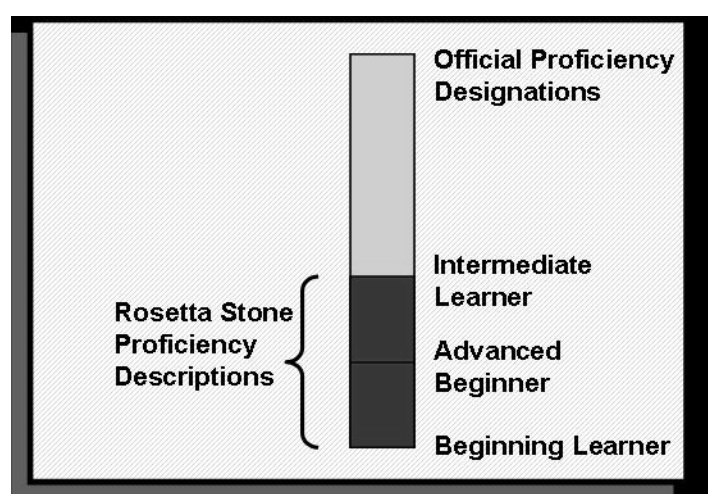 Official Proficiency
Designations
Intermediate
Learner
Rosetta Stone
Proficiency
Descriptions
Advanced
Beginner
Beginning Learner